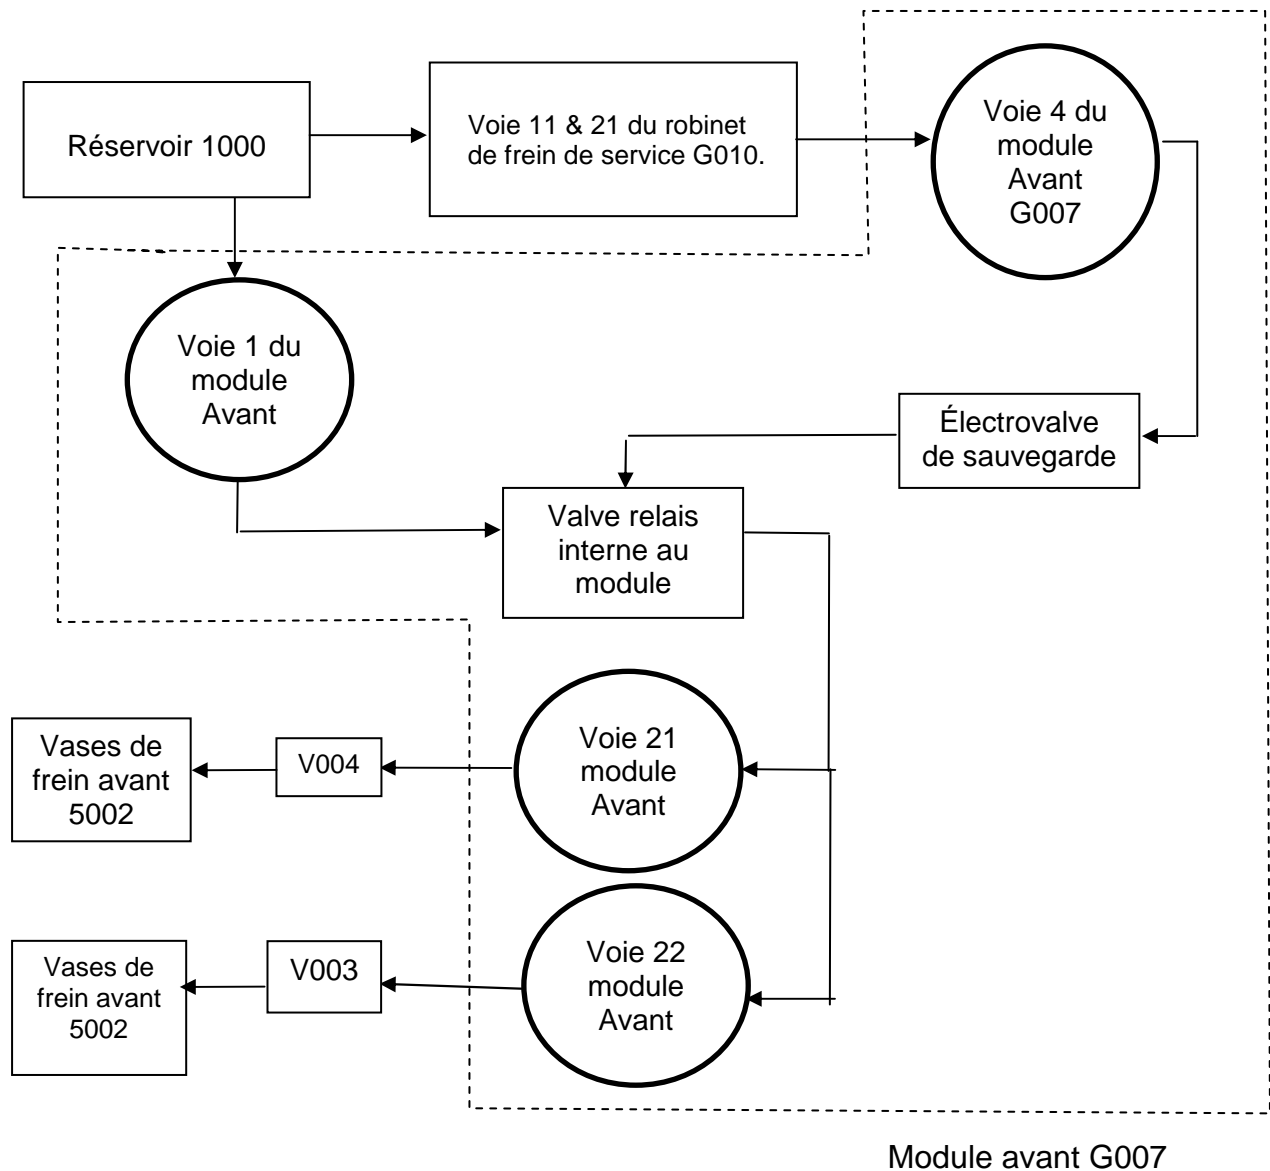 Réservoir 1000
Voie 11 & 21 du robinet
de frein de service G010.
Voie 4 du
module
Avant
G007
Voie 1 du
module
Avant
Électrovalve
de sauvegarde
Valve relais
interne au
module
Voie 21
module
Avant
V004
Vases de
frein avant
5002
Voie 22
module
Avant
V003
Vases de
frein avant
5002
Module avant G007